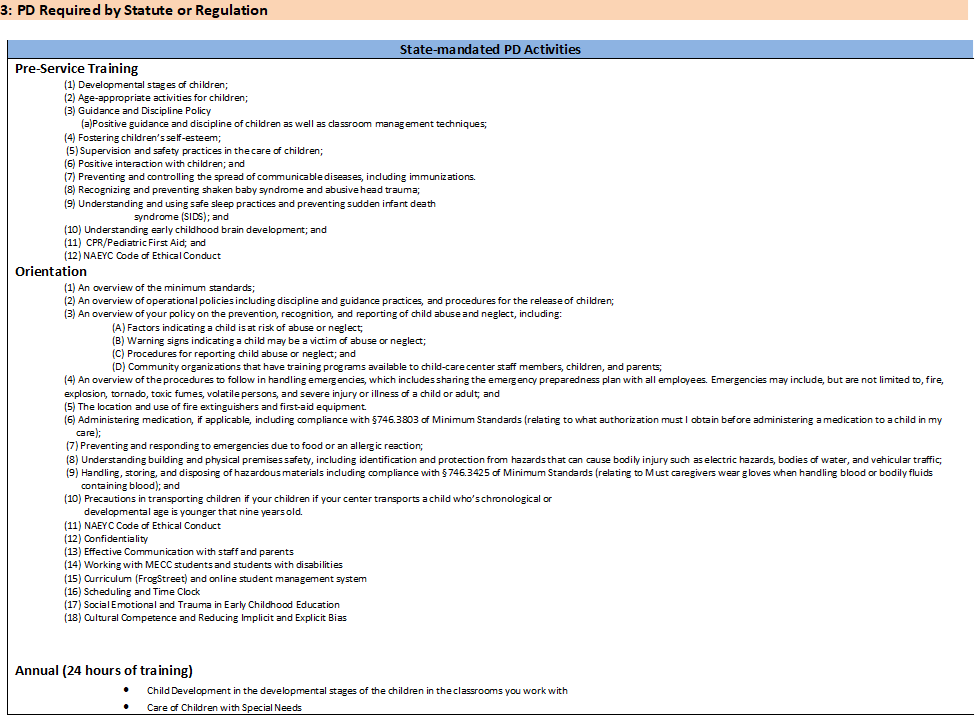 3: PD Required by Statute or Regulation
State-mandated PD Activities
Pre-Service Training
(1) Developmental stages of children;
(2) Age-appropriate activities for children;
(3) Guidance and Discipline Policy
(a)Positive guidance and discipline of children as well as classroom management techniques;
(4) Fostering children's self-esteem;
(5) Supervision and safety practices in the care of children;
(6) Positive interaction with children; and
(7) Preventing and controlling the spread of communicable diseases, including immunizations.
(8) Recognizing and preventing shaken baby syndrome and abusive head trauma;
(9) Understanding and using safe sleep practices and preventing sudden infant death
syndrome (SIDS); and
(10) Understanding early childhood brain development; and
(11) CPR/Pediatric First Aid; and
(12) NAEYC Code of Ethical Conduct
Orientation
(1) An overview of the minimum standards;
(2) An overview of operational policies including discipline and guidance practices, and procedures for the release of children;
(3) An overview of your policy on the prevention, recognition, and reporting of child abuse and neglect, including:
(A) Factors indicating a child is at risk of abuse or neglect;
(B) Warning signs indicating a child may be a victim of abuse or neglect;
(C) Procedures for reporting child abuse or neglect; and
(D) Community organizations that have training programs available to child-care center staff members, children, and parents;
(4) An overview of the procedures to follow in handling emergencies, which includes sharing the emergency preparedness plan with all employees. Emergencies may include, but are not limited to, fire,
explosion, tornado, toxic fumes, volatile persons, and severe injury or illness of a child or adult; and
(5) The location and use of fire extinguishers and first-aid equipment.
(6) Administering medication, if applicable, including compliance with §746.3803 of Minimum Standards (relating to what authorization must I obtain before administering a medication to a child in my
care);
(7) Preventing and responding to emergencies due to food or an allergic reaction;
(8) Understanding building and physical premises safety, including identification and protection from hazards that can cause bodily injury such as electric hazards, bodies of water, and vehicular traffic;
(9) Handling, storing, and disposing of hazardous materials including compliance with §746.3425 of Minimum Standards (relating to Must caregivers wear gloves when handling blood or bodily fluids
containing blood); and
(10) Precautions in transporting children if your children if your center transports a child who's chronological or
developmental age is younger that nine years old.
(11) NAEYC Code of Ethical Conduct
(12) Confidentiality
(13) Effective Communication with staff and parents
(14) Working with MECC students and students with disabilities
(15) Curriculum (FrogStreet) and online student management system
(16) Scheduling and Time Clock
(17) Social Emotional and Trauma in Early Childhood Education
(18) Cultural Competence and Reducing Implicit and Explicit Bias
Annual (24 hours of training)
• Child Development in the developmental stages of the children in the classrooms you work with
• Care of Children with Special Needs